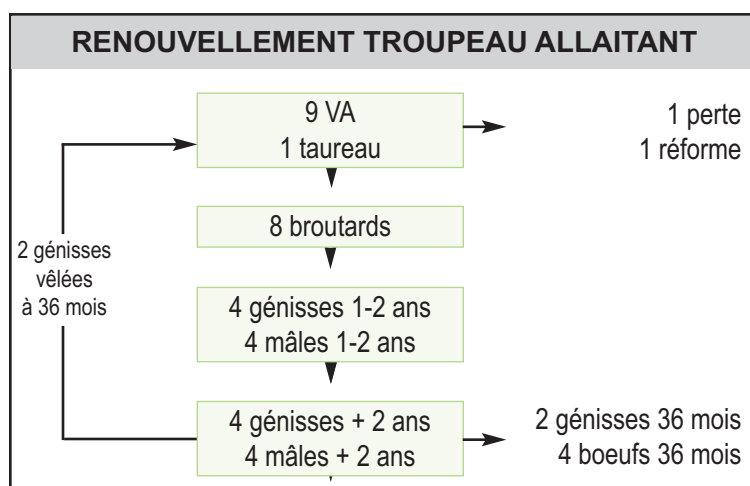 RENOUVELLEMENT TROUPEAU ALLAITANT
9 VA
1 taureau
1 perte
1 réforme
8 broutards
2 génisses
vêlées
à 36 mois
4 génisses 1-2 ans
4 mâles 1-2 ans
4 génisses + 2 ans
4 mâles + 2 ans
2 génisses 36 mois
4 boeufs 36 mois